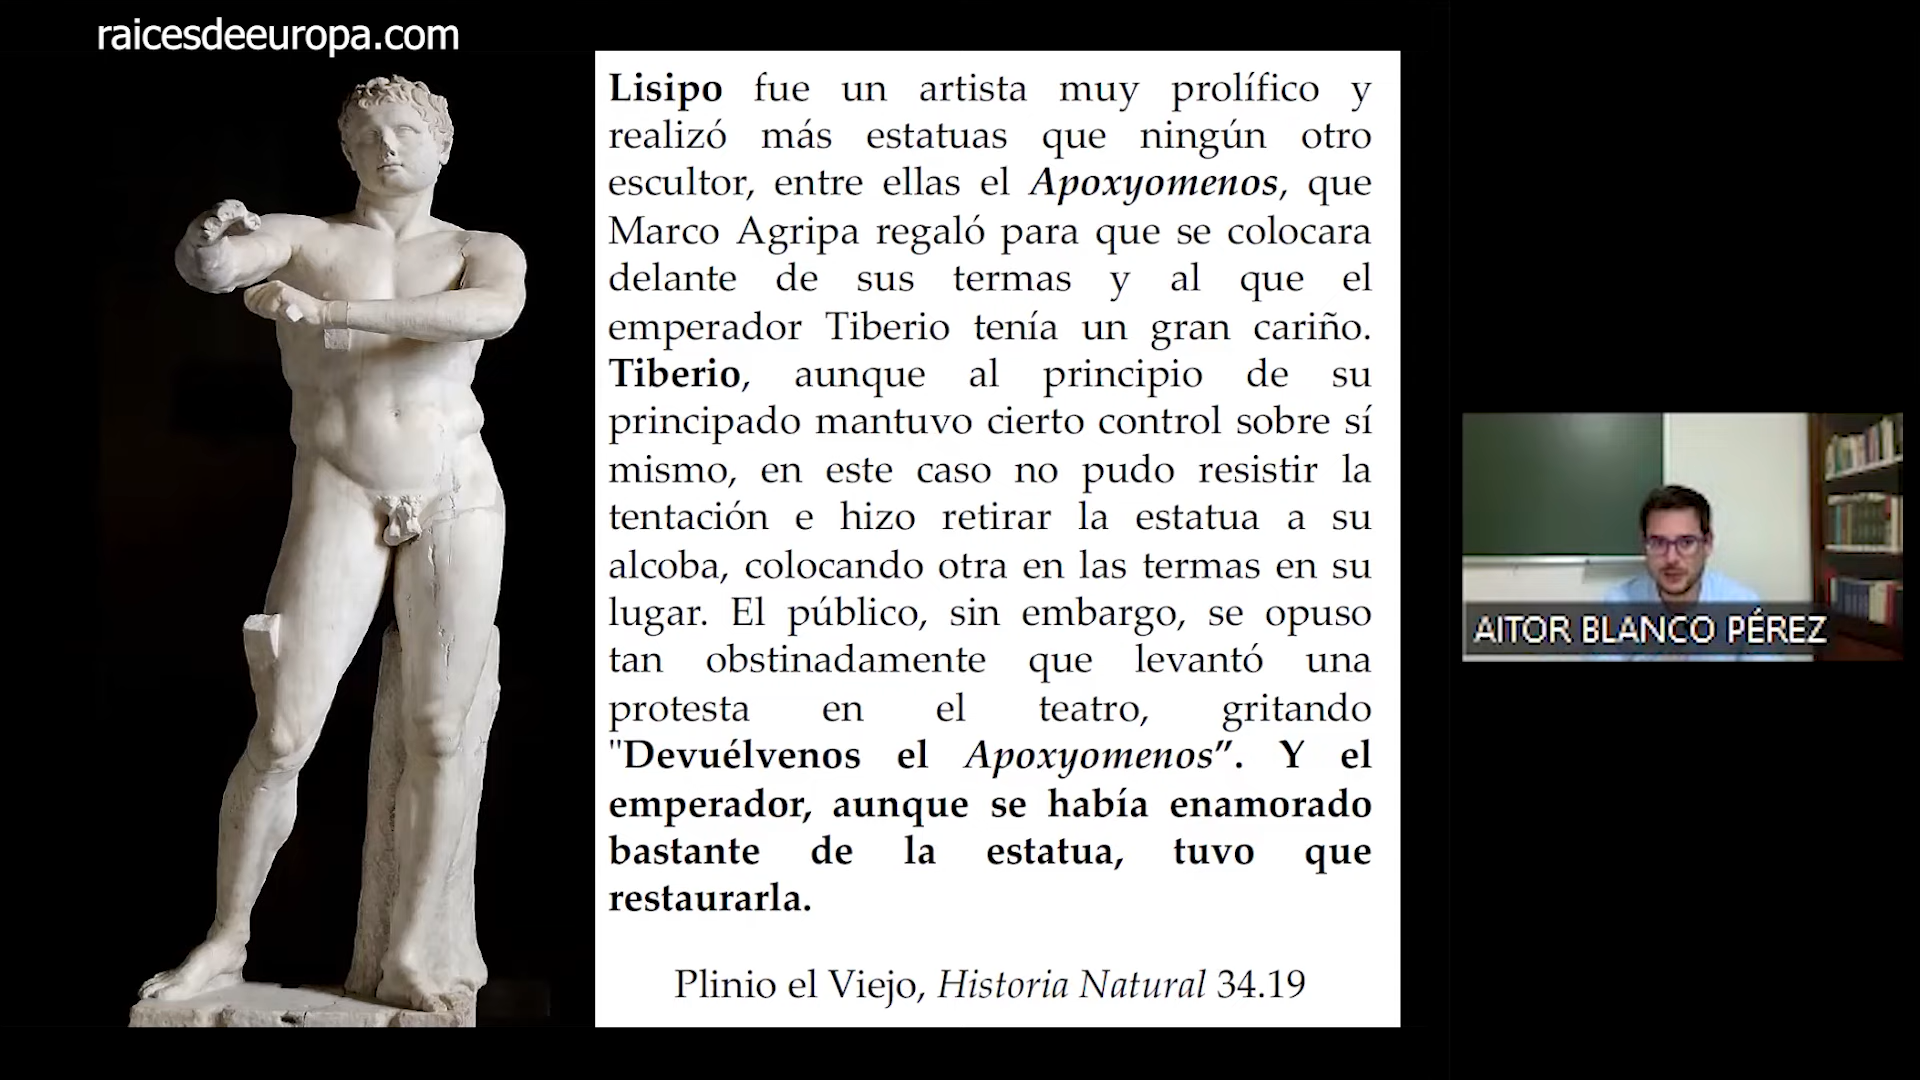 raicesdeeuropa.com
Lisipo fue un artista muy prolífico y
realizó más estatuas que ningún otro
escultor, entre ellas el Apoxyomenos, que
Marco Agripa regaló para que se colocara
delante de sus termas y al que el
emperador Tiberio tenía un gran cariño.
Tiberio, aunque al principio de su
principado mantuvo cierto control sobre sí
mismo, en este caso no pudo resistir la
tentación e hizo retirar la estatua a su
alcoba, colocando otra en las termas en su
lugar. El público, sin embargo, se opuso
tan obstinadamente que levantó una
protesta en el teatro, gritando
"Devuélvenos el Apoxyomenos”. Y el
emperador, aunque se había enamorado
bastante de la estatua, tuvo que
restaurarla.
Plinio el Viejo, Historia Natural 34.19
AITOR BLANCO PÉREZ